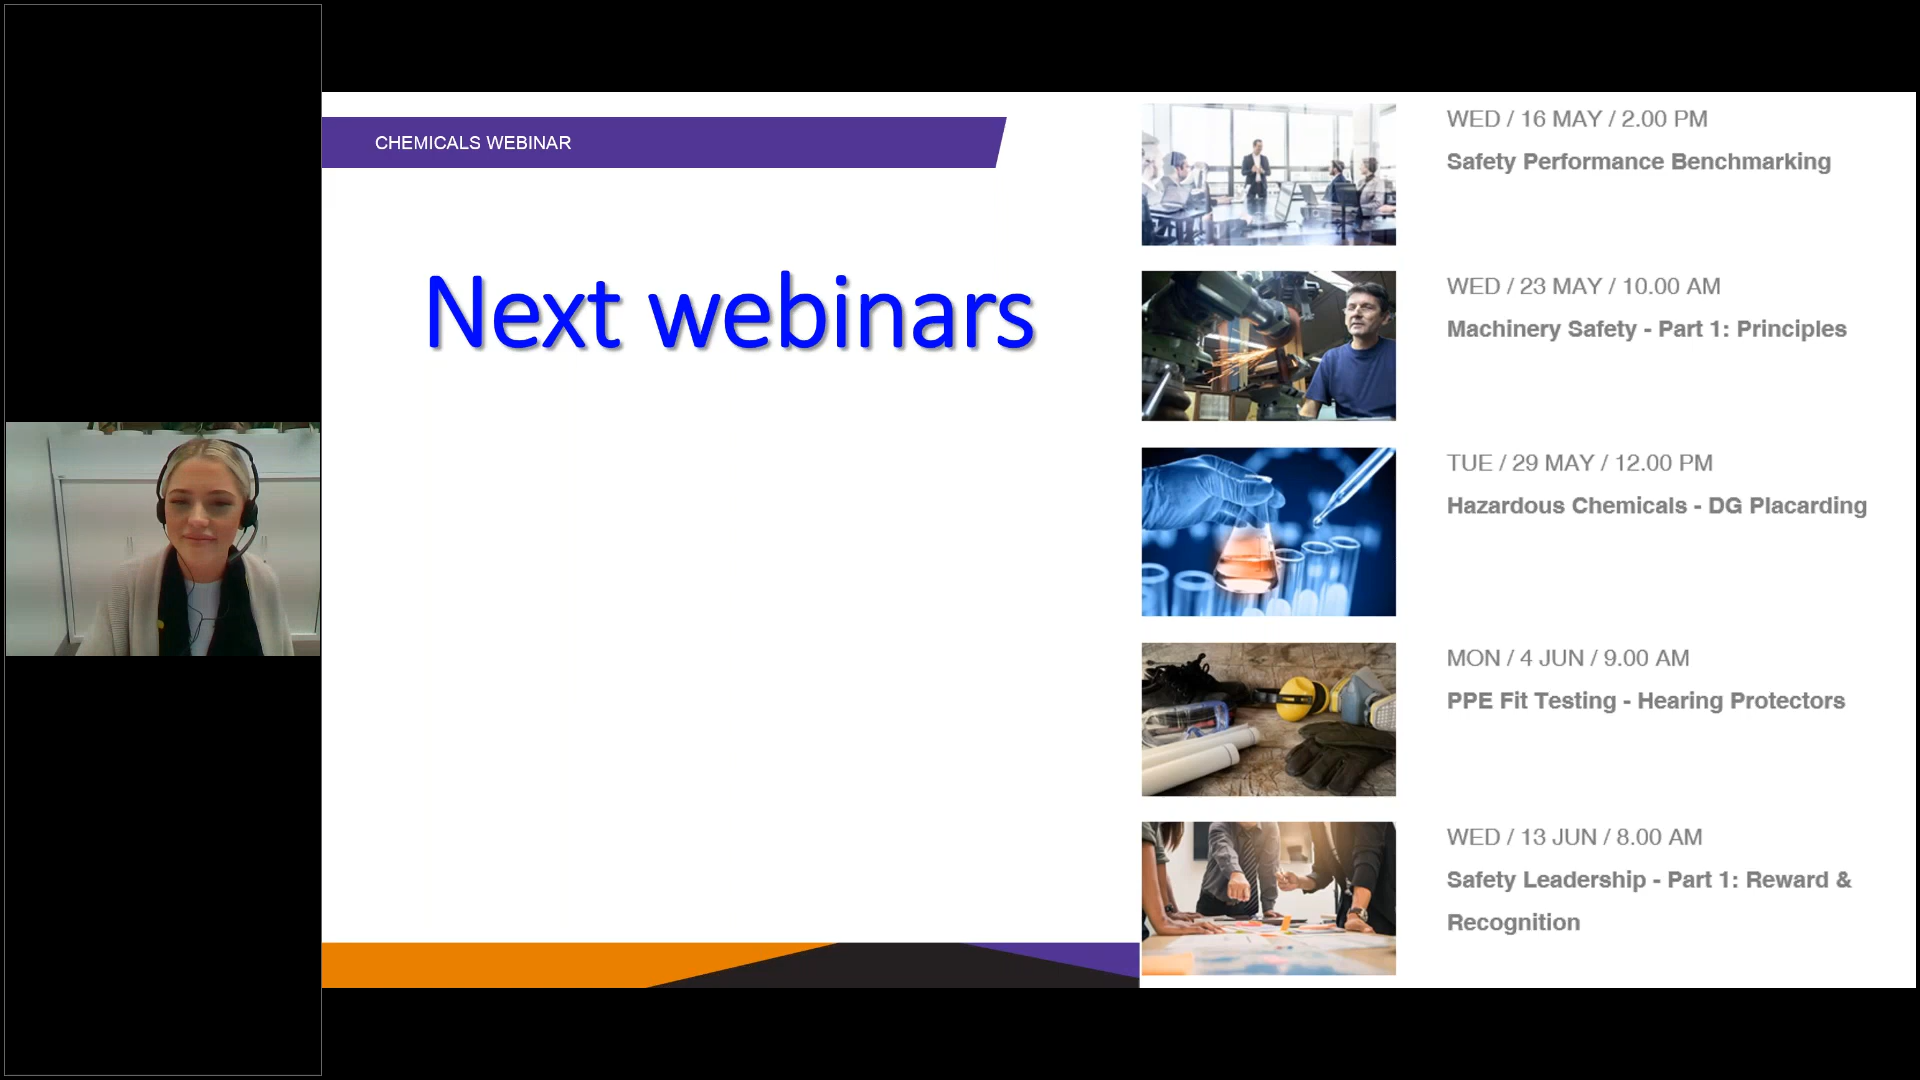 CHEMICALS WEBINAR
Next webinars
WED / 16 MAY / 2.00 PM
Safety Performance Benchmarking
WED / 23 MAY / 10.00 AM
Machinery Safety - Part 1: Principles
TUE / 29 MAY / 12.00 PM
Hazardous Chemicals - DG Placarding
MON / 4 JUN / 9.00 AM
PPE Fit Testing - Hearing Protectors
WED / 13 JUN / 8.00 AM
Safety Leadership - Part 1: Reward &
Recognition